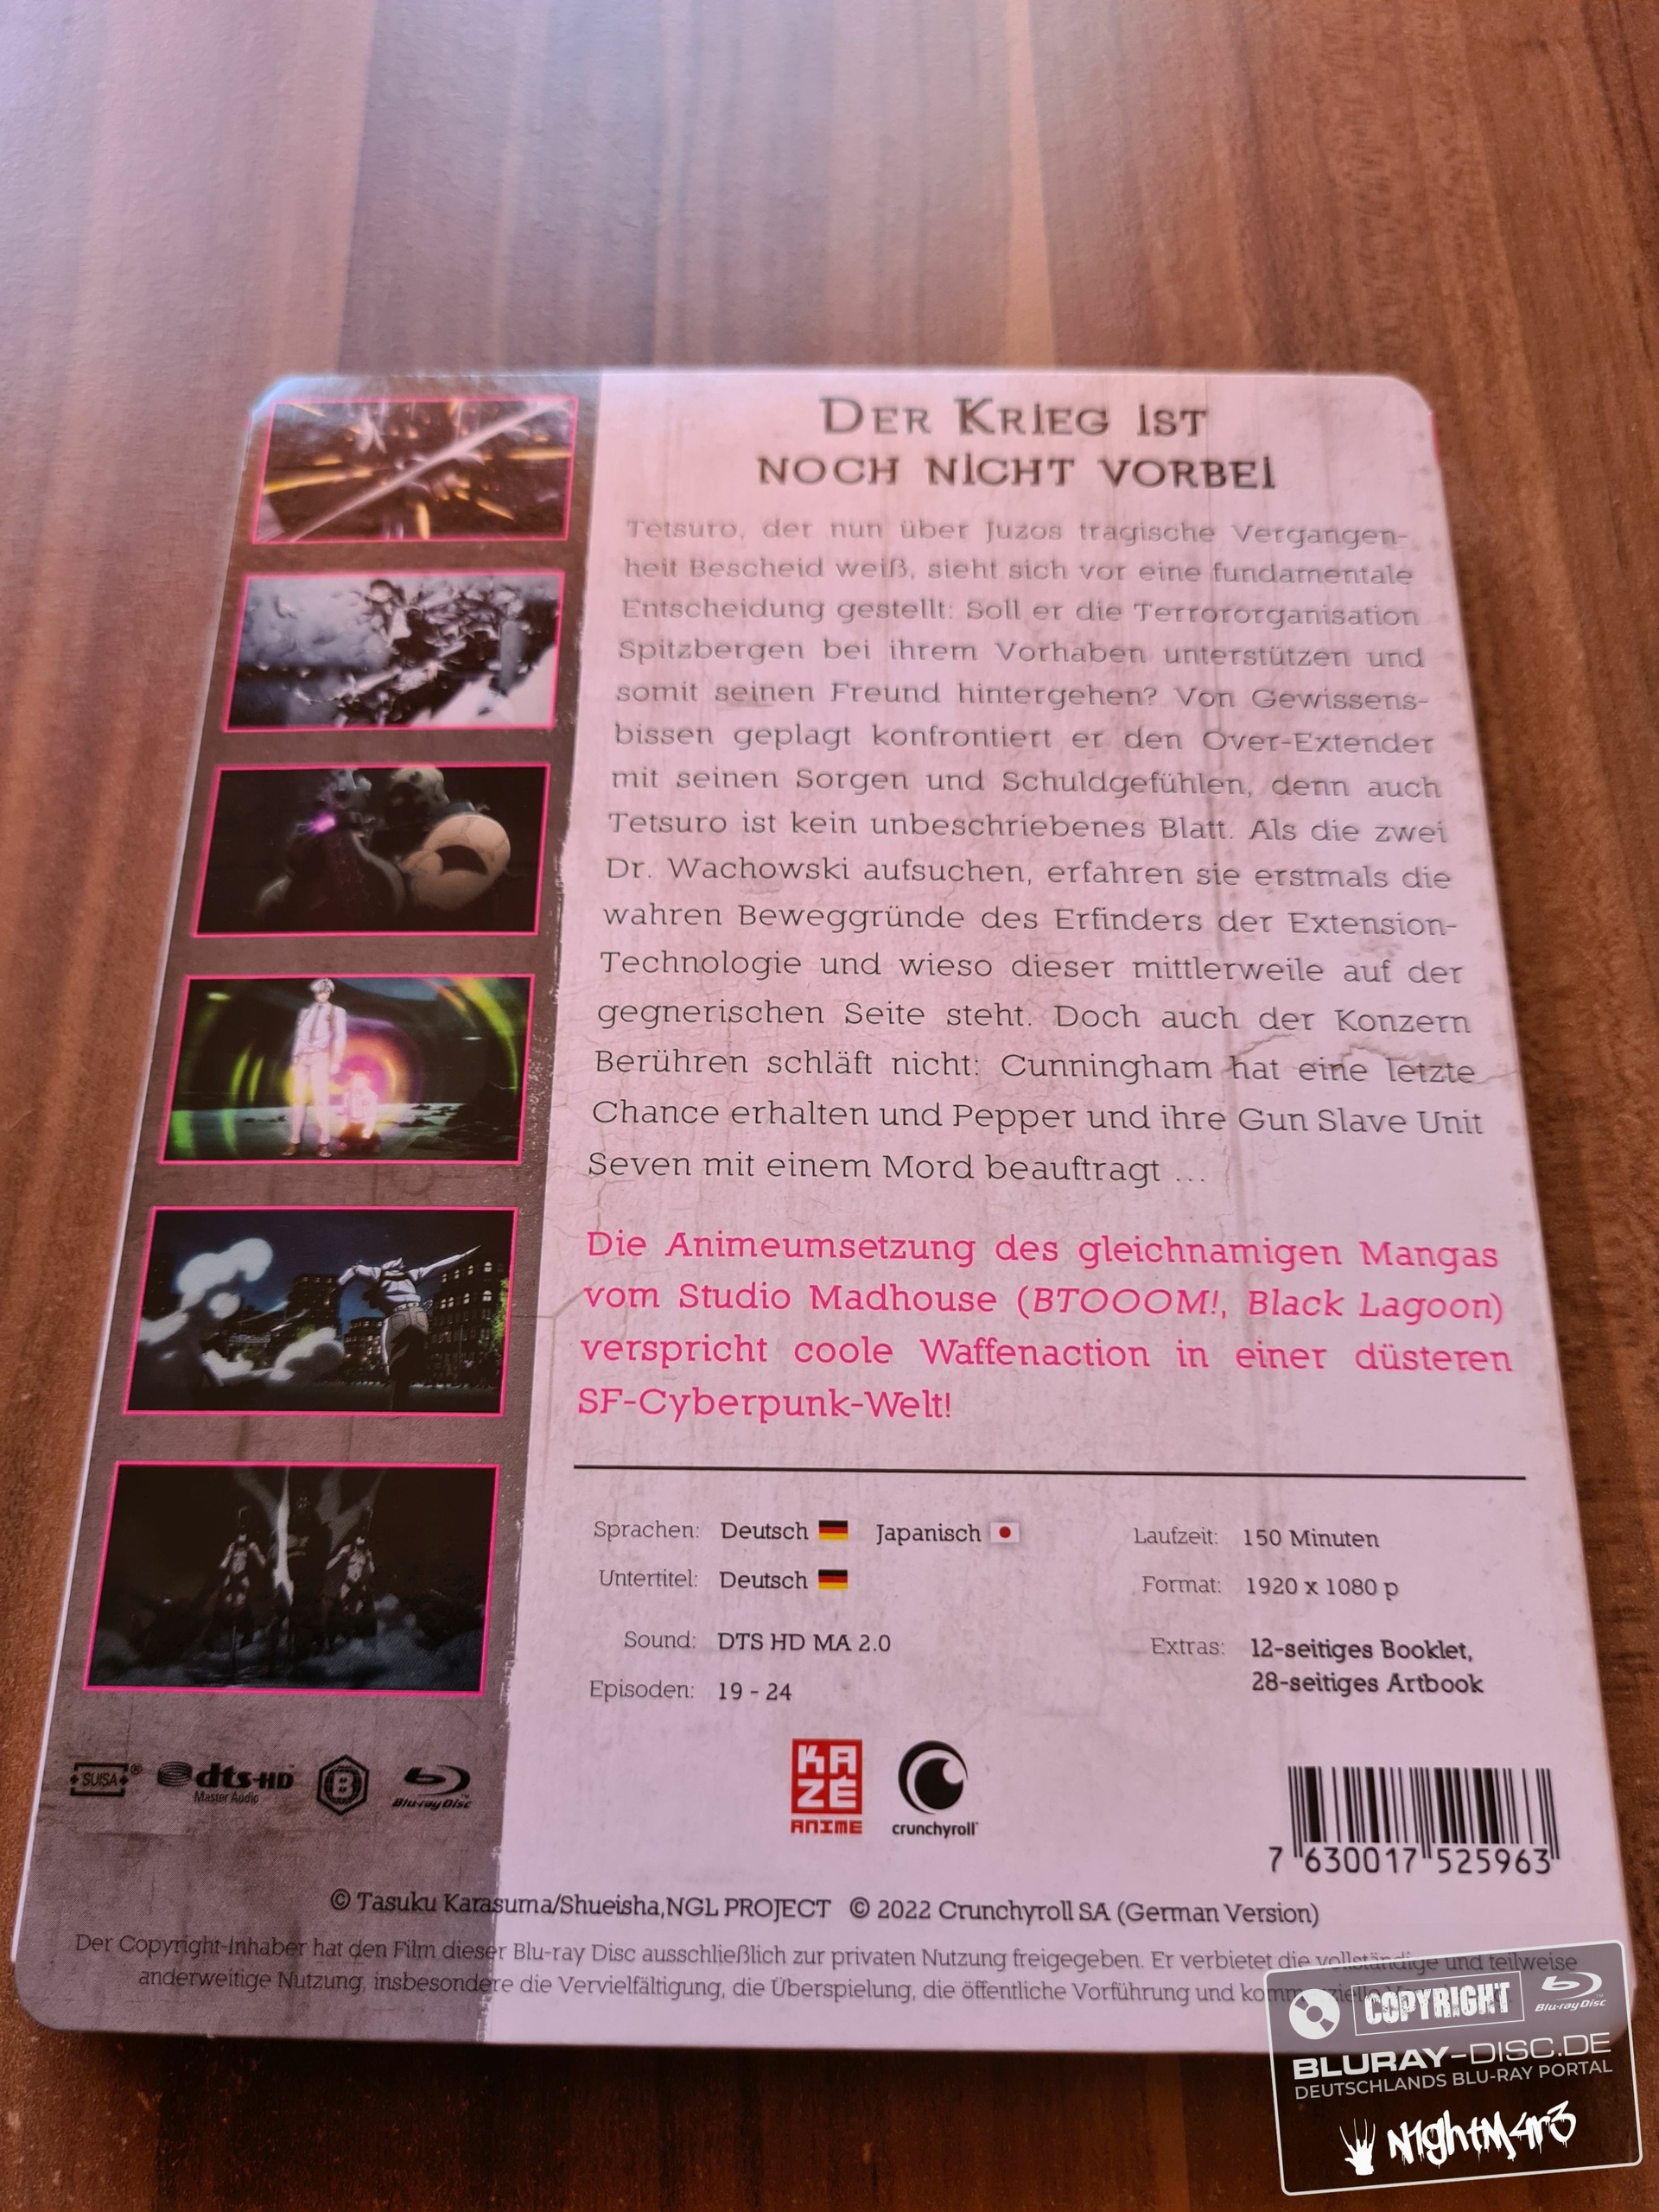 DER KRIEG IST
NOCH NICHT VORBEI
Tetsuro, der nun über Juzos tragische Vergangen-
heit Bescheid weiß, sieht sich vor eine fundamentale
Entscheidung gestellt: Soll er die Terrororganisation
Spitzbergen bei ihrem Vorhaben unterstützen und
somit seinen Freund hintergehen? Von Gewissens-
bissen geplagt konfrontiert er den Over-Extender
mit seinen Sorgen und Schuldgefühlen, denn auch
Tetsuro ist kein unbeschriebenes Blatt. Als die zwei
Dr. Wachowski aufsuchen, erfahren sie erstmals die
wahren Beweggründe des Erfinders der Extension-
Technologie und wieso dieser mittlerweile auf der
gegnerischen Seite steht. Doch auch der Konzern
Berühren schläft nicht: Cunningham hat eine letzte
Chance erhalten und Pepper und ihre Gun Slave Unit
Seven mit einem Mord beauftragt ...
Die Animeumsetzung des gleichnamigen Mangas
vom Studio Madhouse (BTOOOM!, Black Lagoon)
verspricht coole Waffenaction in einer düsteren
SF-Cyberpunk-Welt!
Sprachen: Deutsch Japanisch
Untertitel: Deutsch
Sound: DTS HD MA 2.0
Episoden: 19 - 24
Laufzeit: 150 Minuten
Format: 1920 x 1080 p
Extras: 12-seitiges Booklet,
28-seitiges Artbook
SUISA®
dts-HD
Master Audio
B
Blu-ray Disc
KAZÉ
ANIME
crunchyroll
7 630017 525963
© Tasuku Karasuma/Shueisha,NGL PROJECT © 2022 Crunchyroll SA (German Version)
Der Copyright-Inhaber hat den Film dieser Blu-ray Disc ausschließlich zur privaten Nutzung freigegeben. Er verbietet die vollständige und teilweise
anderweitige Nutzung, insbesondere die Vervielfältigung, die Überspielung, die öffentliche Vorführung und
COPYRIGHT
Blu-ray Disc
BLURAY-DISC.DE
DEUTSCHLANDS BLU-RAY PORTAL
N1ghtM4r3